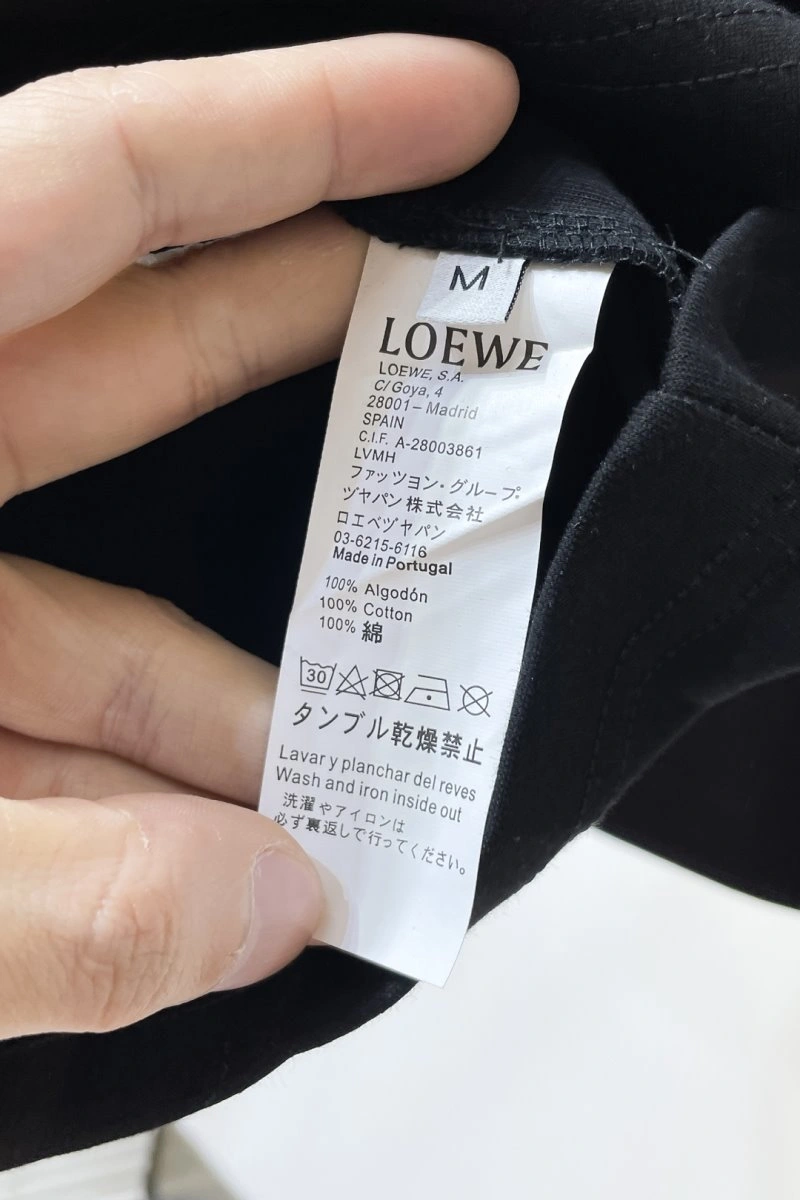 M
LOEWE
LOEWE, S.A.
C/ Goya, 4
28001 – Madrid
SPAIN
C.I.F. A-28003861
LVMH
ファッツヨン・グループ
ヅヤパン株式会社
ロエベヅヤパン
03-6215-6116
Made in Portugal
100% Algodón
100% Cotton
100% 綿
30
タンブル乾燥禁止
Lavar y planchar del reves
Wash and iron inside out
洗濯やアイロンは
必ず裏返しで行ってください。